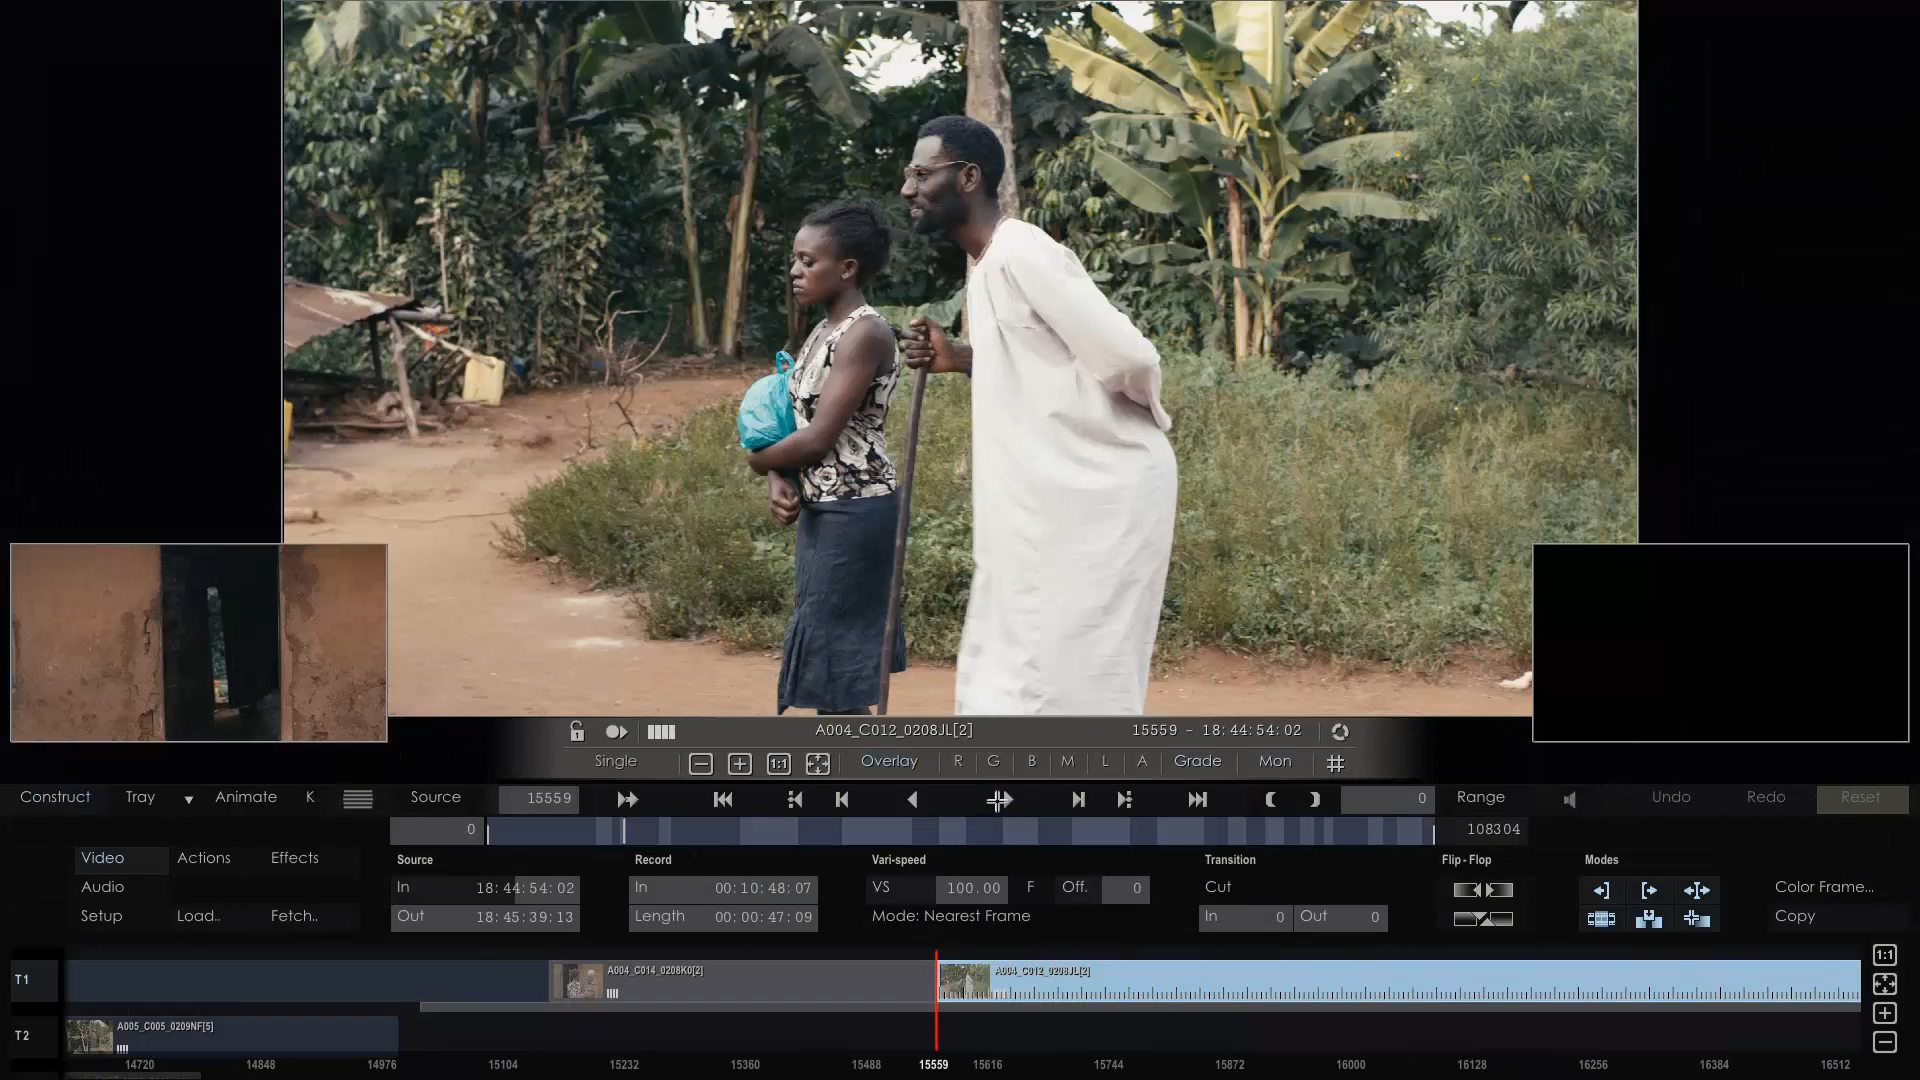 A004_C012_0208JL[2] 15559 - 18:44:54:02
Single 1:1 Overlay R G B M L A Grade Mon
Construct Tray Animate K Source 15559 0 Range Undo Redo Reset
0 108304
Video Actions Effects Source Record Vari-speed Transition Flip - Flop Modes
Audio In 18:44:54:02 In 00:10:48:07 VS 100.00 F Off. 0 Cut Color Frame...
Setup Load.. Fetch.. Out 18:45:39:13 Length 00:00:47:09 Mode: Nearest Frame In 0 Out 0 Copy
1:1
T1 A004_C014_0208K0[2] A004_C012_0208JL[2]
T2 A005_C005_0209NF[5]
14720 14848 14976 15104 15232 15360 15488 15559 15616 15744 15872 16000 16128 16256 16384 16512